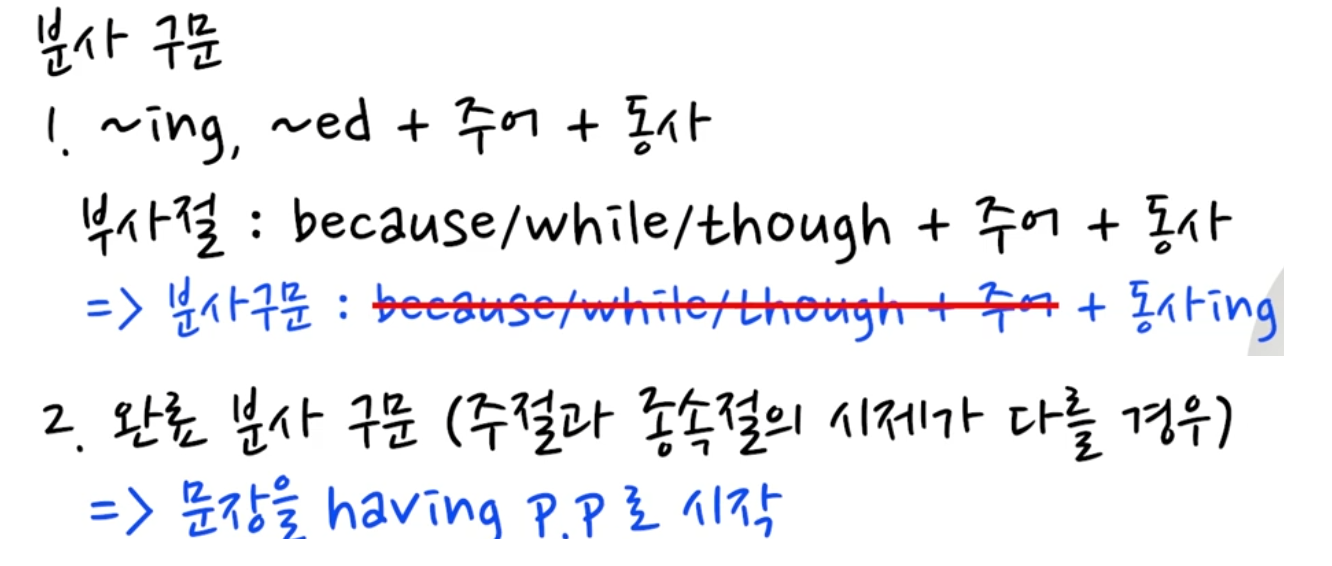 분사 구문
1. ~ing, ~ed + 주어 + 동사
부사절 : because/while/though + 주어 + 동사
=> 분사구문 : because/while/though + 주어 + 동사ing
2. 완료 분사 구문 (주절과 종속절의 시제가 다를 경우)
=> 문장을 having p.p로 시작